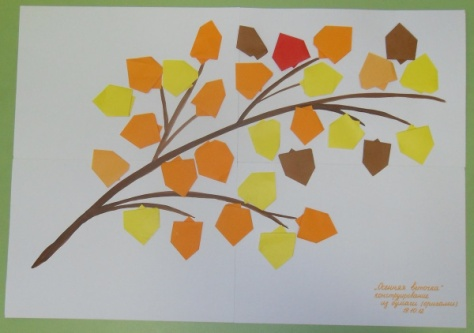 „Осенняя веточка"
конструирование
из бумаги (оригами)